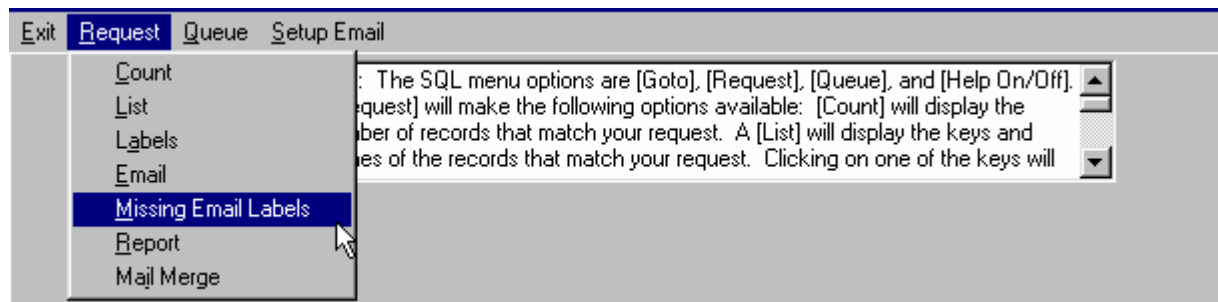 Exit Request Queue Setup Email
Count
List
Labels
Email
Missing Email Labels
Report
Mail Merge
: The SQL menu options are [Goto], [Request], [Queue], and [Help On/Off].
quest] will make the following options available: [Count] will display the
ber of records that match your request. A [List] will display the keys and
es of the records that match your request. Clicking on one of the keys will